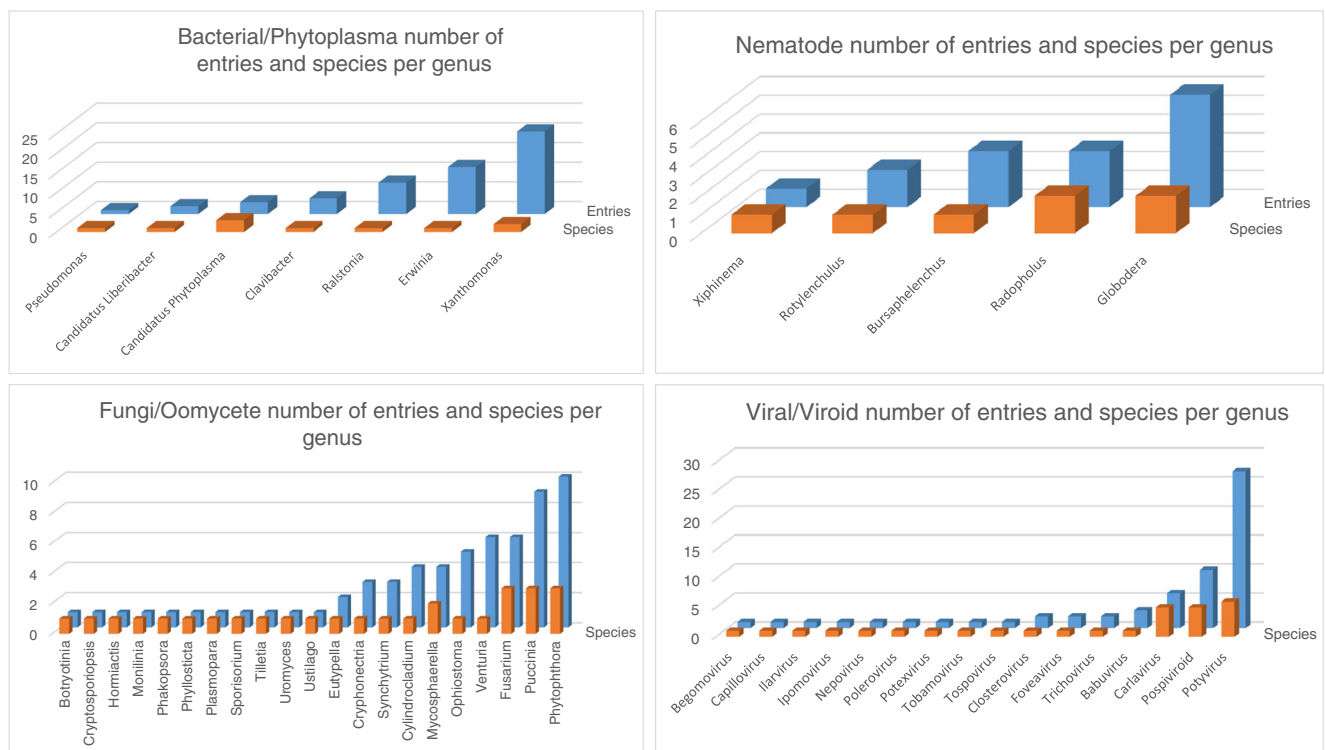 Bacterial/Phytoplasma number of
entries and species per genus
25
20
15
10
5
0
Entries
Species
Pseudomonas
Candidatus Liberibacter
Candidatus Phytoplasma
Clavibacter
Ralstonia
Erwinia
Xanthomonas
Nematode number of entries and species per genus
6
5
4
3
2
1
0
Entries
Species
Xiphinema
Rotylenchulus
Bursaphelenchus
Radopholus
Globodera
Fungi/Oomycete number of entries and species per
genus
10
8
6
4
2
0
Species
Botryotinia
Cryptosporiopsis
Horniactis
Monilinia
Phakopsora
Phyllosticta
Plasmopara
Sporisorium
Tilletia
Uromyces
Ustilago
Eutypella
Cryphonectria
Synchytrium
Cylindrocladium
Mycosphaerella
Ophiostoma
Venturia
Fusarium
Puccinia
Phytophthora
Viral/Viroid number of entries and species per genus
30
25
20
15
10
5
0
Species
Begomovirus
Capillovirus
Ilarvirus
Ipomovirus
Nepovirus
Polerovirus
Potexvirus
Tobamovirus
Tospovirus
Closterovirus
Foveavirus
Trichovirus
Babuvirus
Carlavirus
Pospiviroid
Potyvirus